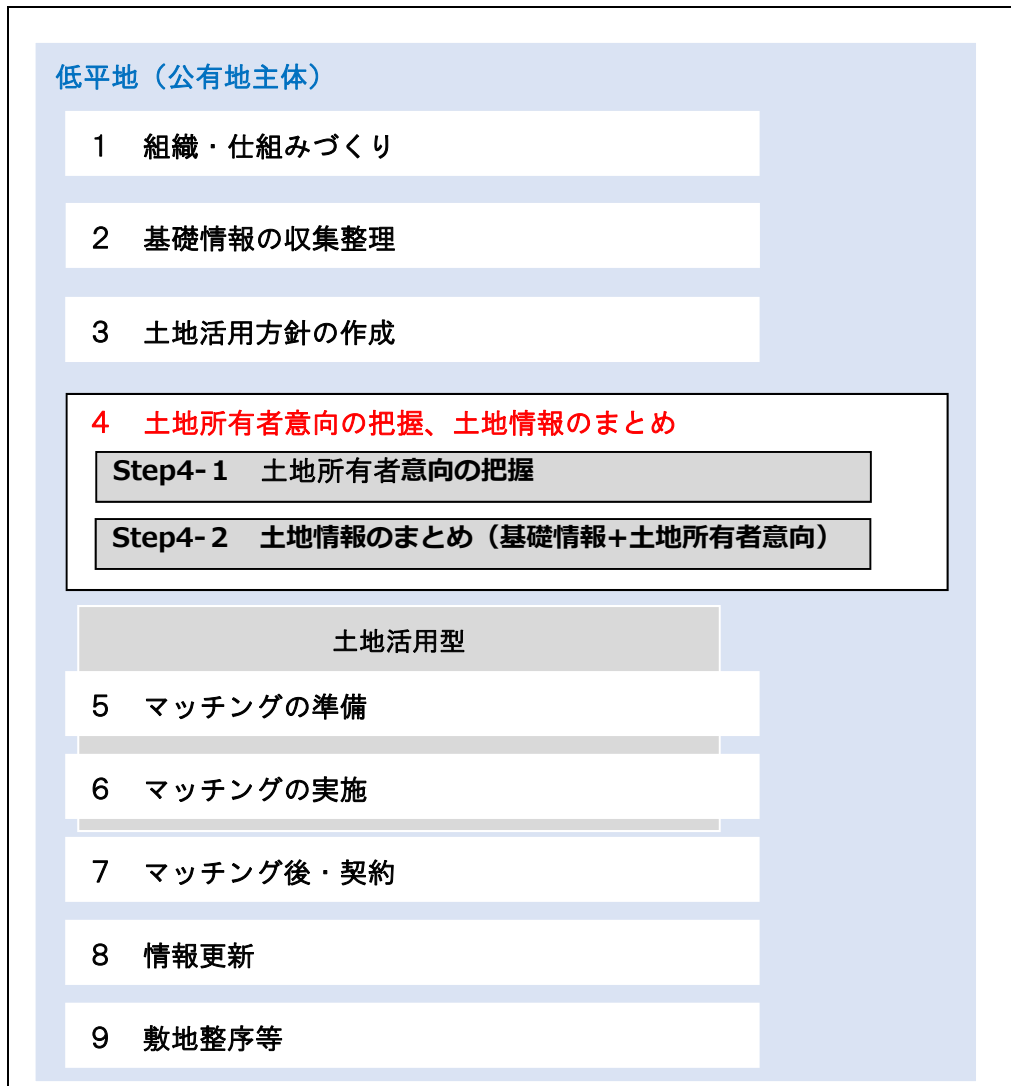 低平地（公有地主体）
１　組織・仕組みづくり
２　基礎情報の収集整理
３　土地活用方針の作成
４　土地所有者意向の把握、土地情報のまとめ
Step4-１　土地所有者意向の把握
Step4-２　土地情報のまとめ（基礎情報+土地所有者意向）
土地活用型
５　マッチングの準備
６　マッチングの実施
７　マッチング後・契約
８　情報更新
９　敷地整序等